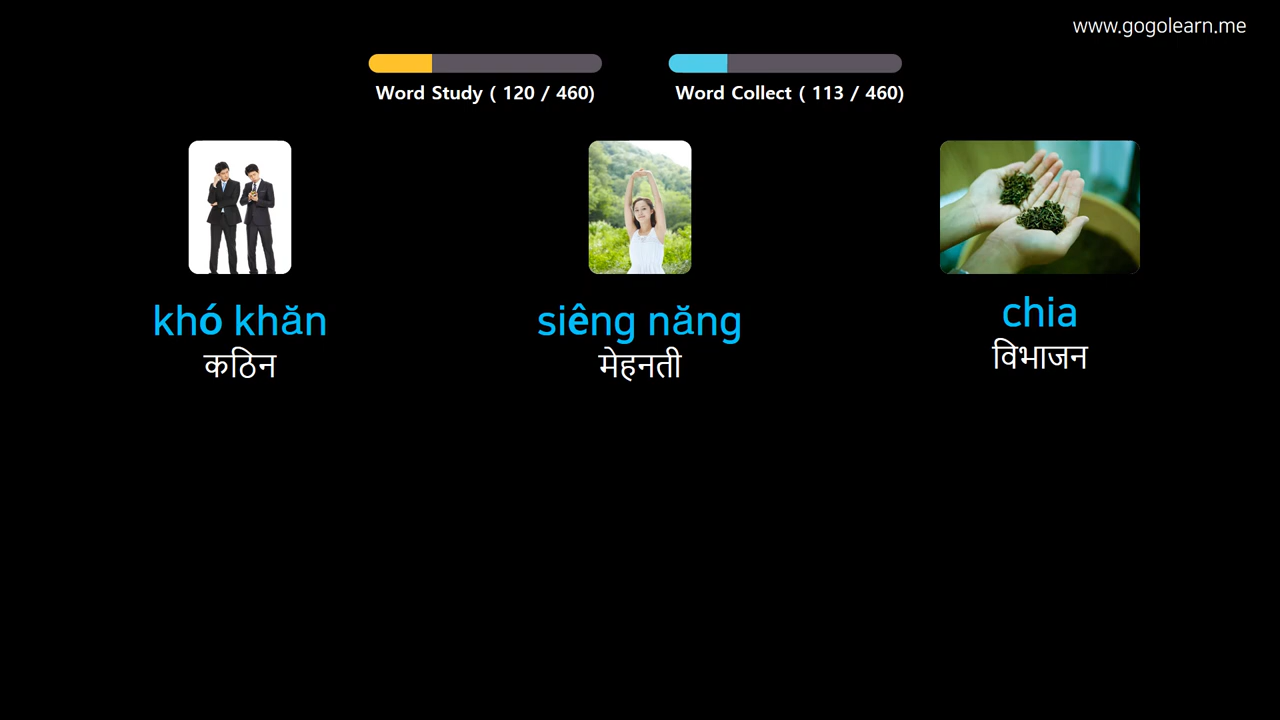 www.gogolearn.me
Word Study ( 120 / 460)
Word Collect ( 113 / 460)
khó khăn
कठिन
siêng năng
मेहनती
chia
विभाजन